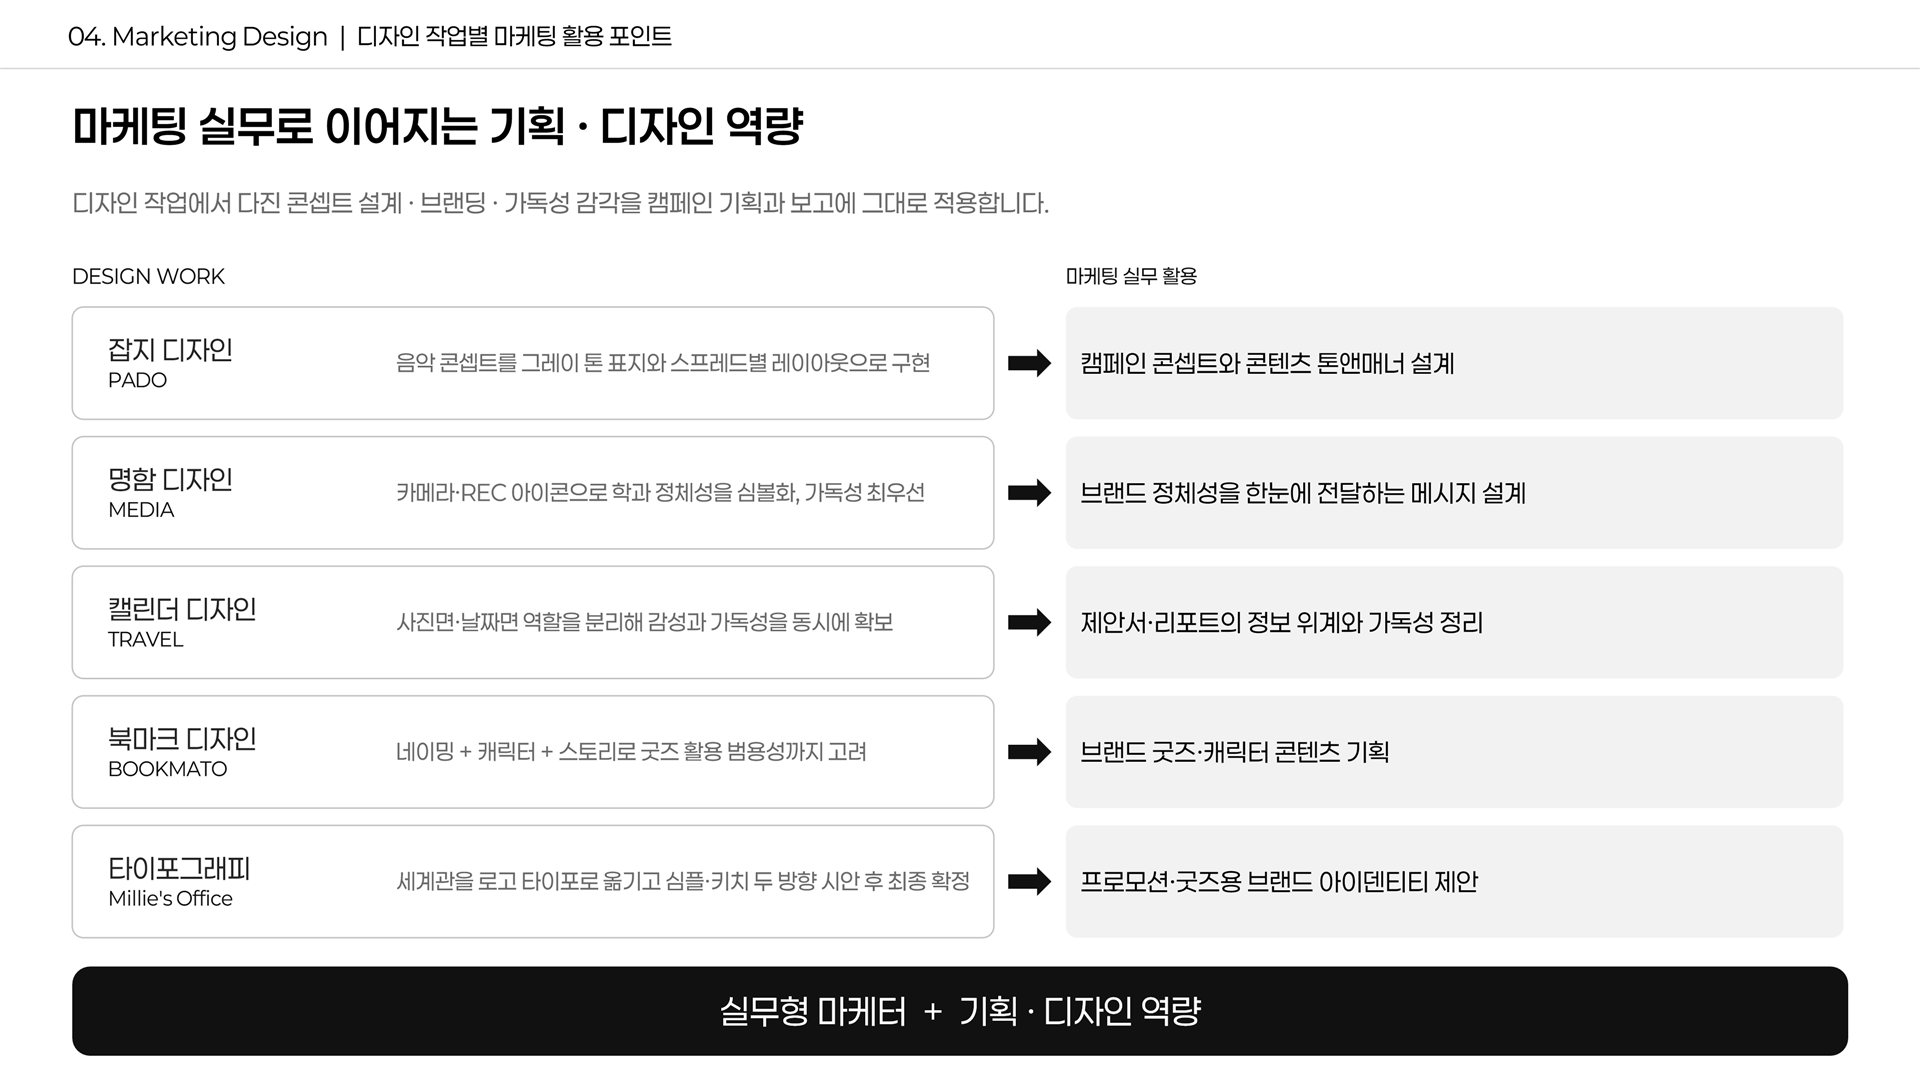 04. Marketing Design | 디자인 작업별 마케팅 활용 포인트
마케팅 실무로 이어지는 기획 · 디자인 역량
디자인 작업에서 다진 콘셉트 설계 · 브랜딩 · 가독성 감각을 캠페인 기획과 보고에 그대로 적용합니다.
DESIGN WORK
마케팅 실무 활용
잡지 디자인
PADO
음악 콘셉트를 그레이 톤 표지와 스프레드별 레이아웃으로 구현
캠페인 콘셉트와 콘텐츠 톤앤매너 설계
명함 디자인
MEDIA
카메라·REC 아이콘으로 학과 정체성을 심볼화, 가독성 최우선
브랜드 정체성을 한눈에 전달하는 메시지 설계
캘린더 디자인
TRAVEL
사진면·날짜면 역할을 분리해 감성과 가독성을 동시에 확보
제안서·리포트의 정보 위계와 가독성 정리
북마크 디자인
BOOKMATO
네이밍 + 캐릭터 + 스토리로 굿즈 활용 범용성까지 고려
브랜드 굿즈·캐릭터 콘텐츠 기획
타이포그래피
Millie's Office
세계관을 로고 타이포로 옮기고 심플·키치 두 방향 시안 후 최종 확정
프로모션·굿즈용 브랜드 아이덴티티 제안
실무형 마케터 + 기획 · 디자인 역량